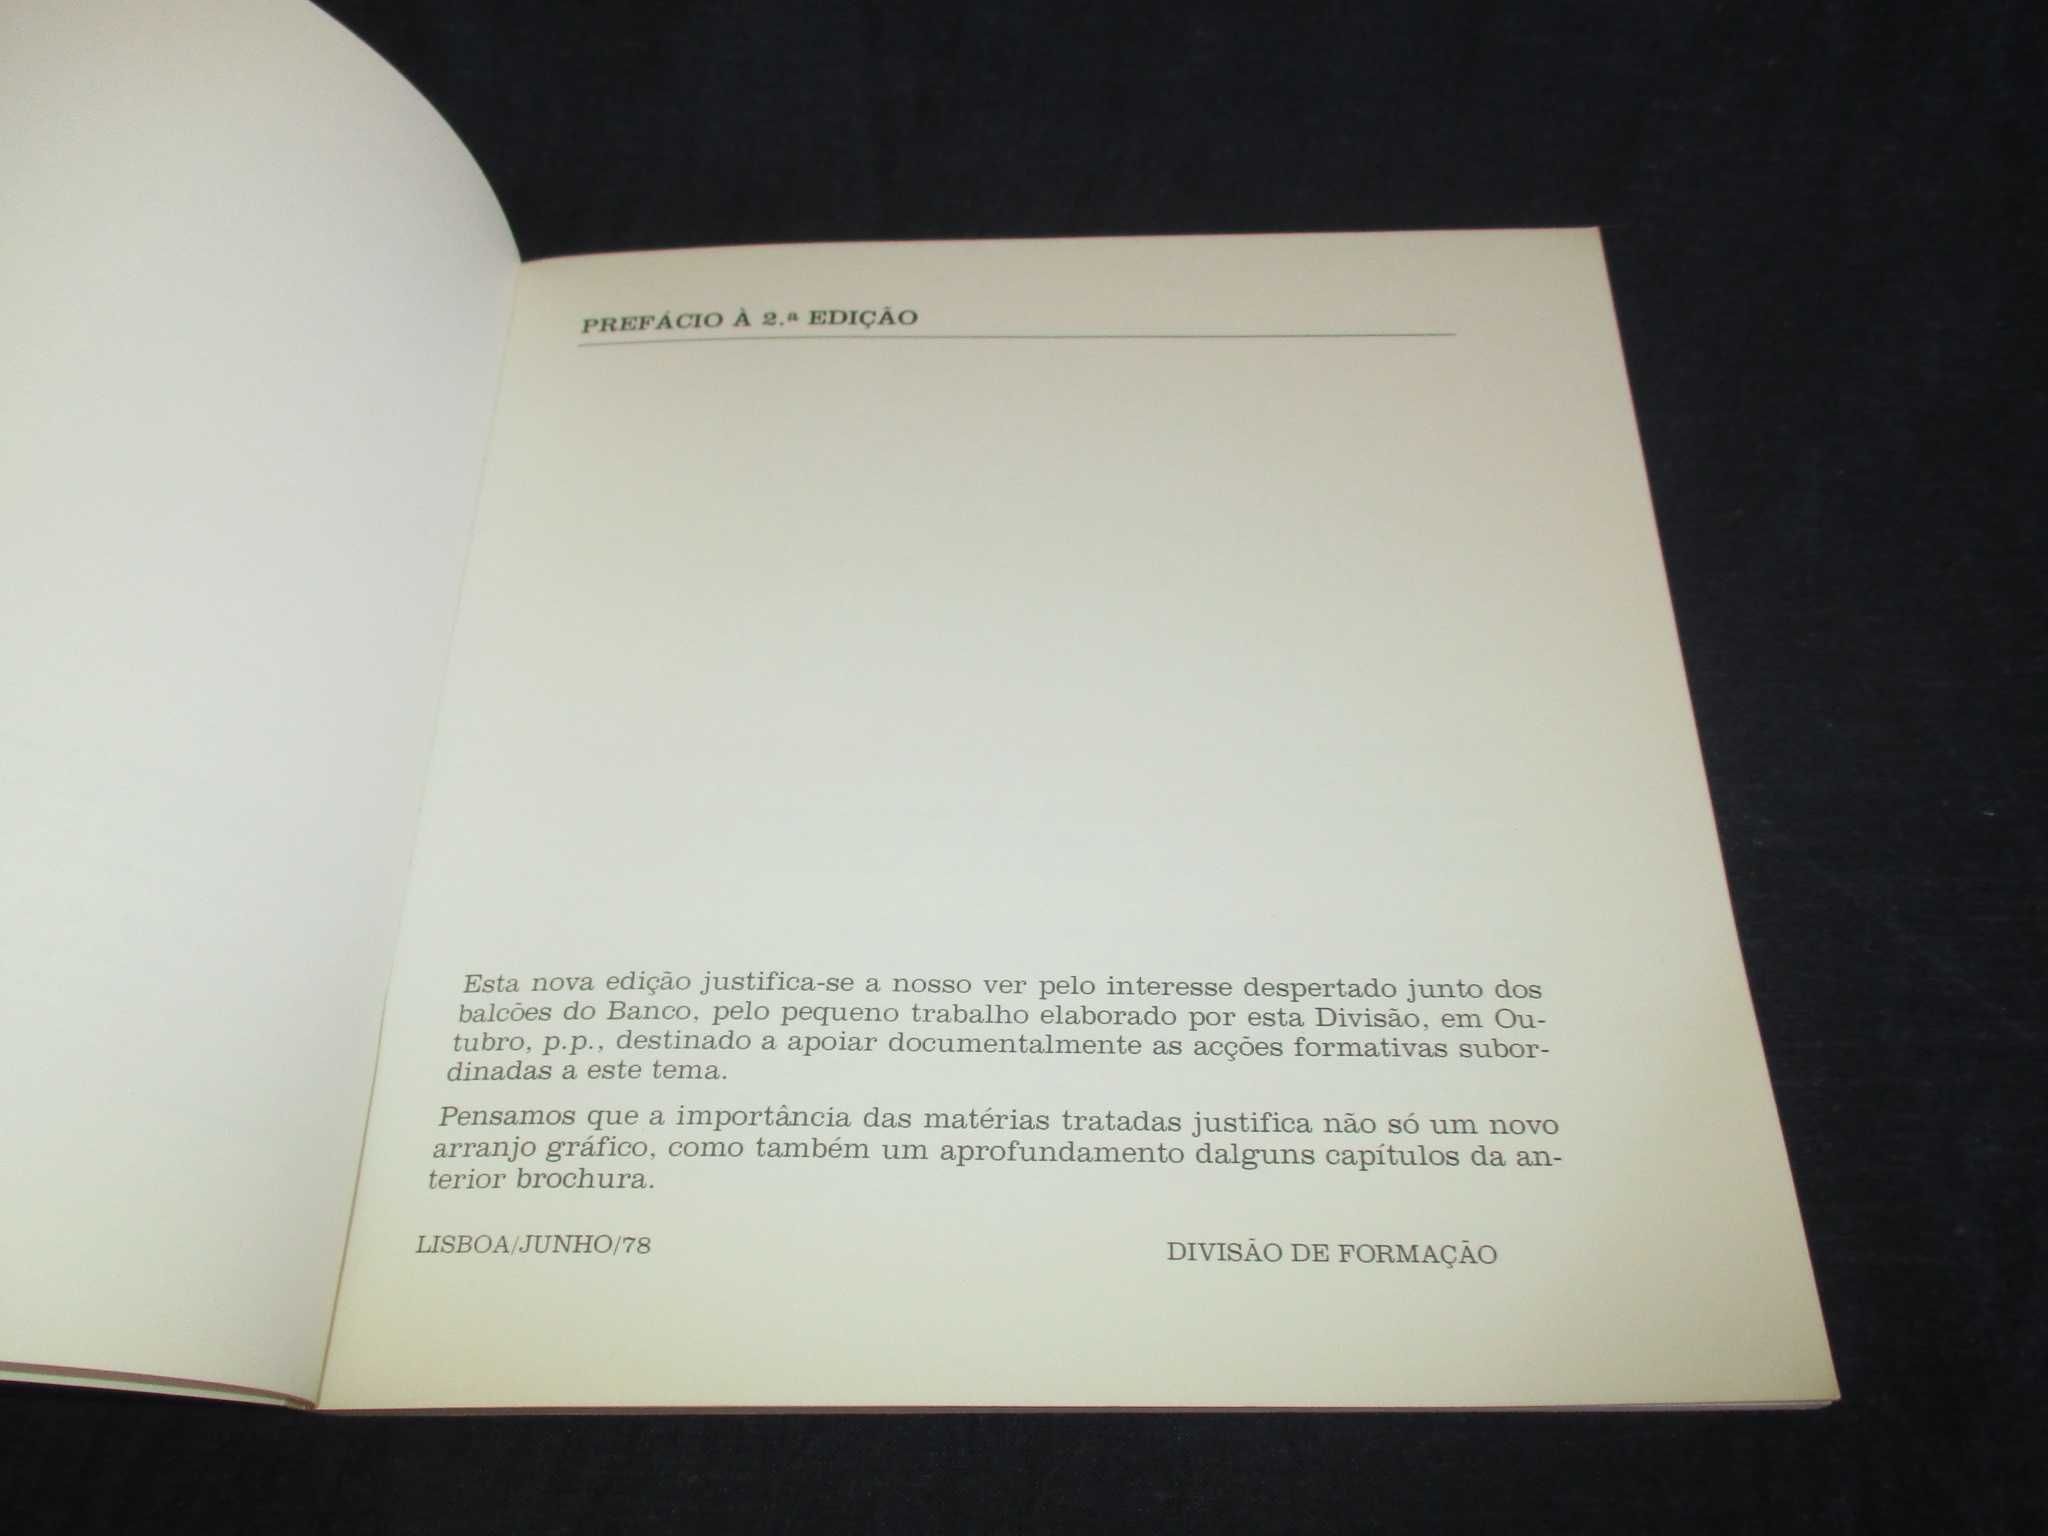 PREFÁCIO À 2.ª EDIÇÃO
Esta nova edição justifica-se a nosso ver pelo interesse despertado junto dos
balcões do Banco, pelo pequeno trabalho elaborado por esta Divisão, em Ou-
tubro, p.p., destinado a apoiar documentalmente as acções formativas subor-
dinadas a este tema.
Pensamos que a importância das matérias tratadas justifica não só um novo
arranjo gráfico, como também um aprofundamento dalguns capítulos da an-
terior brochura.
LISBOA/JUNHO/78 DIVISÃO DE FORMAÇÃO